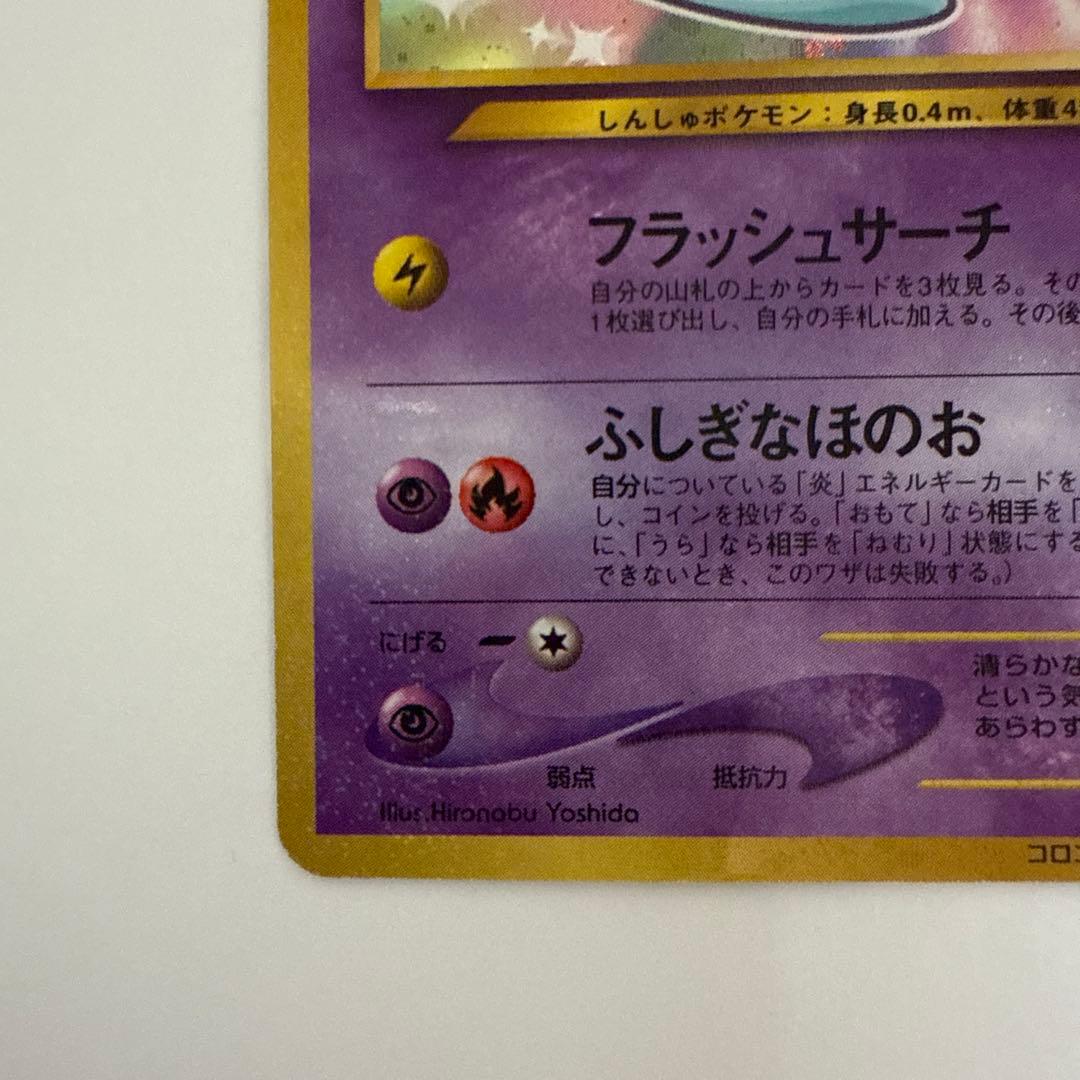 しんしゅポケモン：身長0.4m、体重4
フラッシュサーチ
自分の山札の上からカードを3枚見る。その
1枚選び出し、自分の手札に加える。その後
ふしぎなほのお
自分についている「炎」エネルギーカードを
し、コインを投げる。「おもて」なら相手を「
に、「うら」なら相手を「ねむり」状態にする
できないとき、このワザは失敗する。）
にげる
清らかな
という
あらわす
弱点 抵抗力
Illus.Hironobu Yoshida
コロ